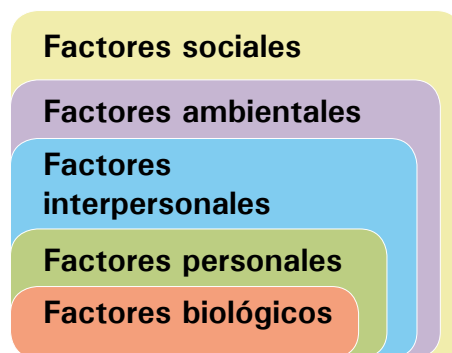 Factores sociales
Factores ambientales
Factores
interpersonales
Factores personales
Factores biológicos